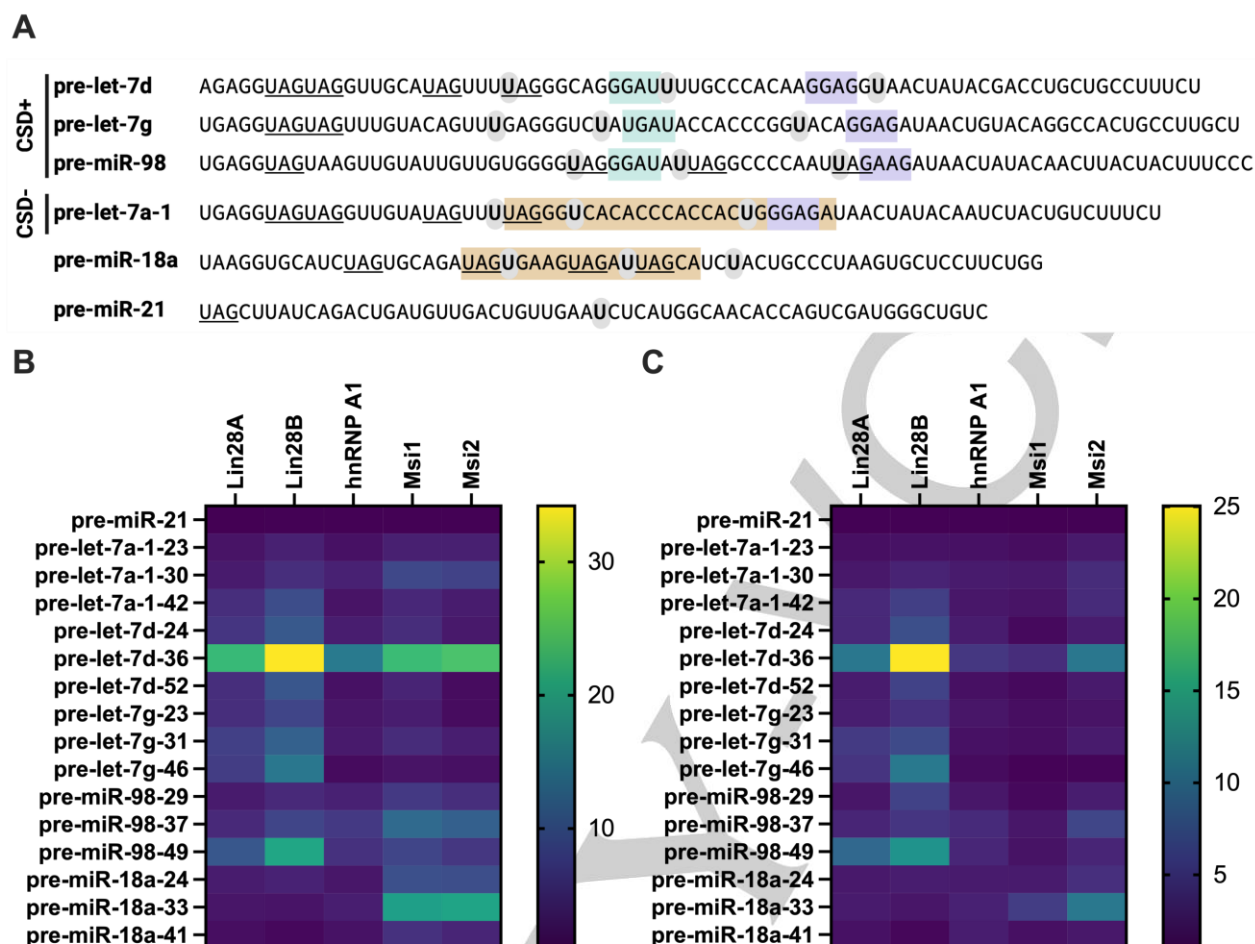 A
CSD+
pre-let-7d AGAGGUAGUAGGUUGCAUAGUUUUAGGGCAGGGAUUUUGCCCACAAGGAGGUAACUAUACGACCUGCUGCCUUUCU
pre-let-7g UGAGGUAGUAGUUUGUACAGUUUGAGGGUCUAUGAUACCACCCGGUACAGGAGAUAACUGUACAGGCCACUGCCUUGCU
pre-miR-98 UGAGGUAGUAAGUUGUAUUGUUGUGGGGUAGGGAUAUUAGGCCCCAAUUAGAAGAUAACUAUACAACUUACUACUUUCCC
CSD-
pre-let-7a-1 UGAGGUAGUAGGUUGUAUAGUUUUAGGGUCACACCCACCACUGGGAGAUAACUAUACAAUCUACUGUCUUUCU
pre-miR-18a UAAGGUGCAUCUAGUGCAGAUAGUGAAGUAGAUUAGCAUCUACUGCCCUAAGUGCUCCUUCUGG
pre-miR-21 UAGCUUAUCAGACUGAUGUUGACUGUUGAAUCUCAUGGCAACACCAGUCGAUGGGCUGUC
B
Lin28A
Lin28B
hnRNP A1
Msi1
Msi2
pre-miR-21
pre-let-7a-1-23
pre-let-7a-1-30
pre-let-7a-1-42
pre-let-7d-24
pre-let-7d-36
pre-let-7d-52
pre-let-7g-23
pre-let-7g-31
pre-let-7g-46
pre-miR-98-29
pre-miR-98-37
pre-miR-98-49
pre-miR-18a-24
pre-miR-18a-33
pre-miR-18a-41
30
20
10
C
Lin28A
Lin28B
hnRNP A1
Msi1
Msi2
pre-miR-21
pre-let-7a-1-23
pre-let-7a-1-30
pre-let-7a-1-42
pre-let-7d-24
pre-let-7d-36
pre-let-7d-52
pre-let-7g-23
pre-let-7g-31
pre-let-7g-46
pre-miR-98-29
pre-miR-98-37
pre-miR-98-49
pre-miR-18a-24
pre-miR-18a-33
pre-miR-18a-41
25
20
15
10
5